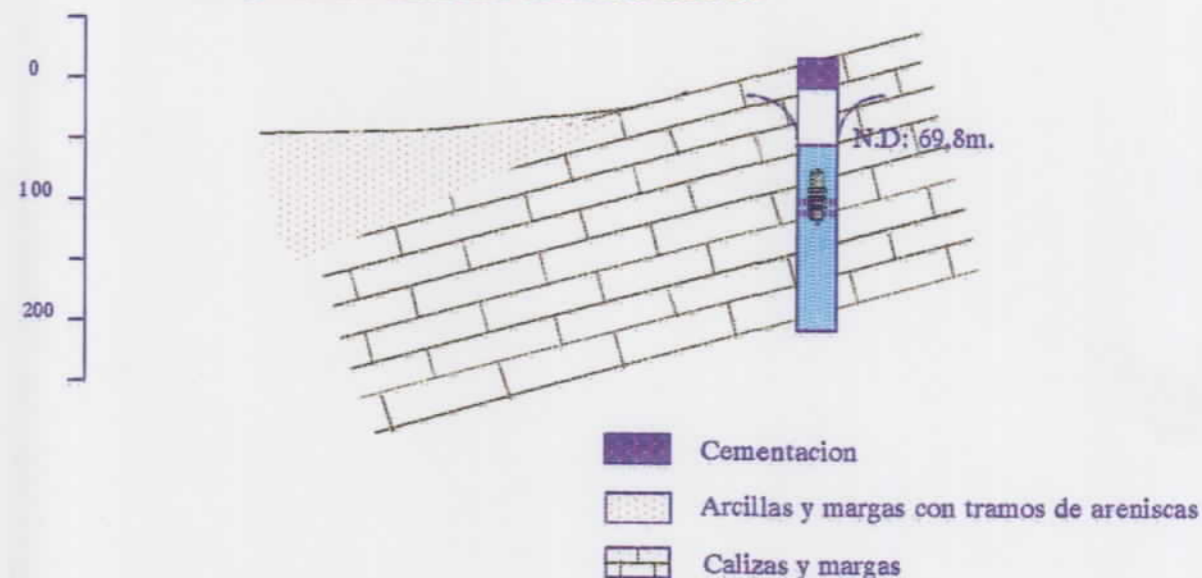 0
N.D: 69,8m.
100
200
Cementacion
Arcillas y margas con tramos de areniscas
Calizas y margas